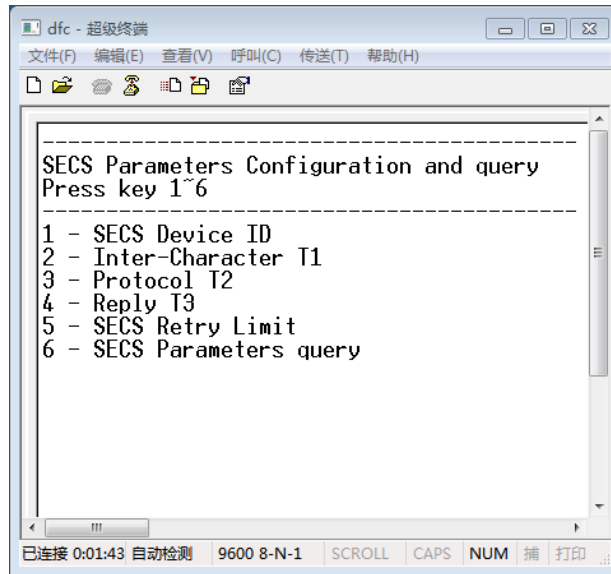 dfc - 超级终端
文件(F) 编辑(E) 查看(V) 呼叫(C) 传送(T) 帮助(H)
----------------------------------------
SECS Parameters Configuration and query
Press key 1~6
----------------------------------------
1 - SECS Device ID
2 - Inter-Character T1
3 - Protocol T2
4 - Reply T3
5 - SECS Retry Limit
6 - SECS Parameters query
已连接 0:01:43 自动检测 9600 8-N-1 SCROLL CAPS NUM 捕 打印